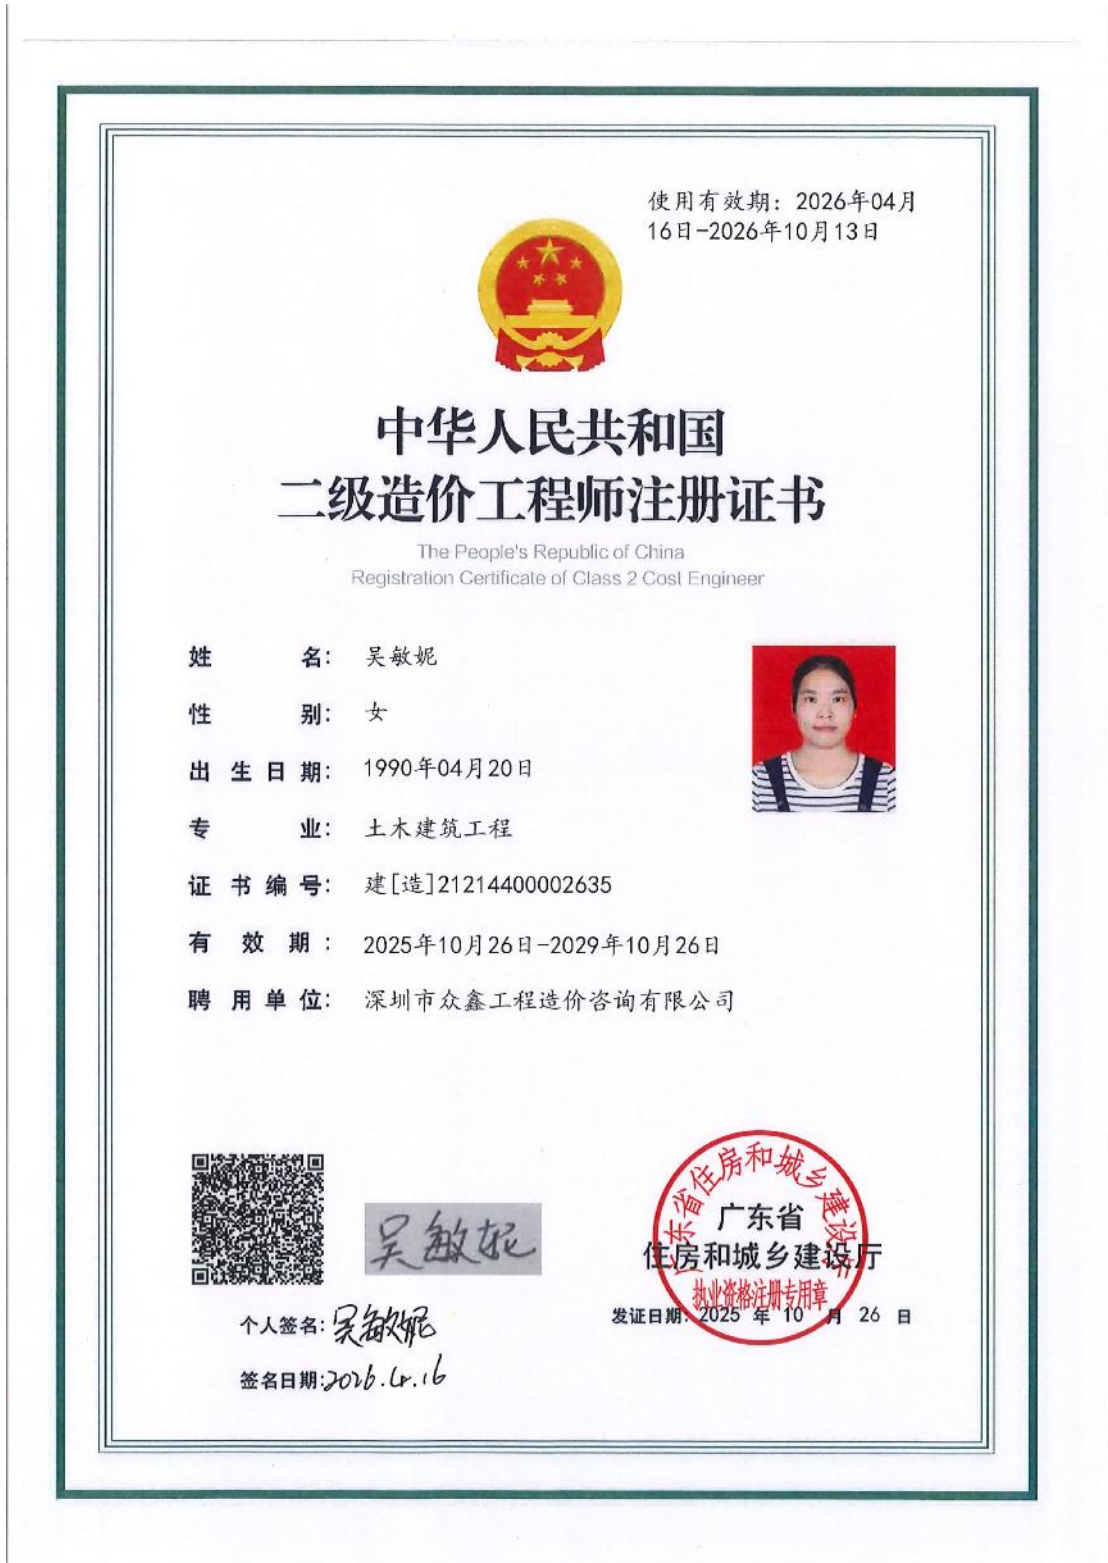 使用有效期：2026年04月
16日-2026年10月13日
中华人民共和国
二级造价工程师注册证书
The People's Republic of China
Registration Certificate of Class 2 Cost Engineer
姓名：吴敏妮
性别：女
出生日期：1990年04月20日
专业：土木建筑工程
证书编号：建[造]21214400002635
有效期：2025年10月26日-2029年10月26日
聘用单位：深圳市众鑫工程造价咨询有限公司
吴敏妮
个人签名：吴敏妮
签名日期：2026.4.16
广东省住房和城乡建设厅
广东省
住房和城乡建设厅
执业资格注册专用章
发证日期：2025年10月26日